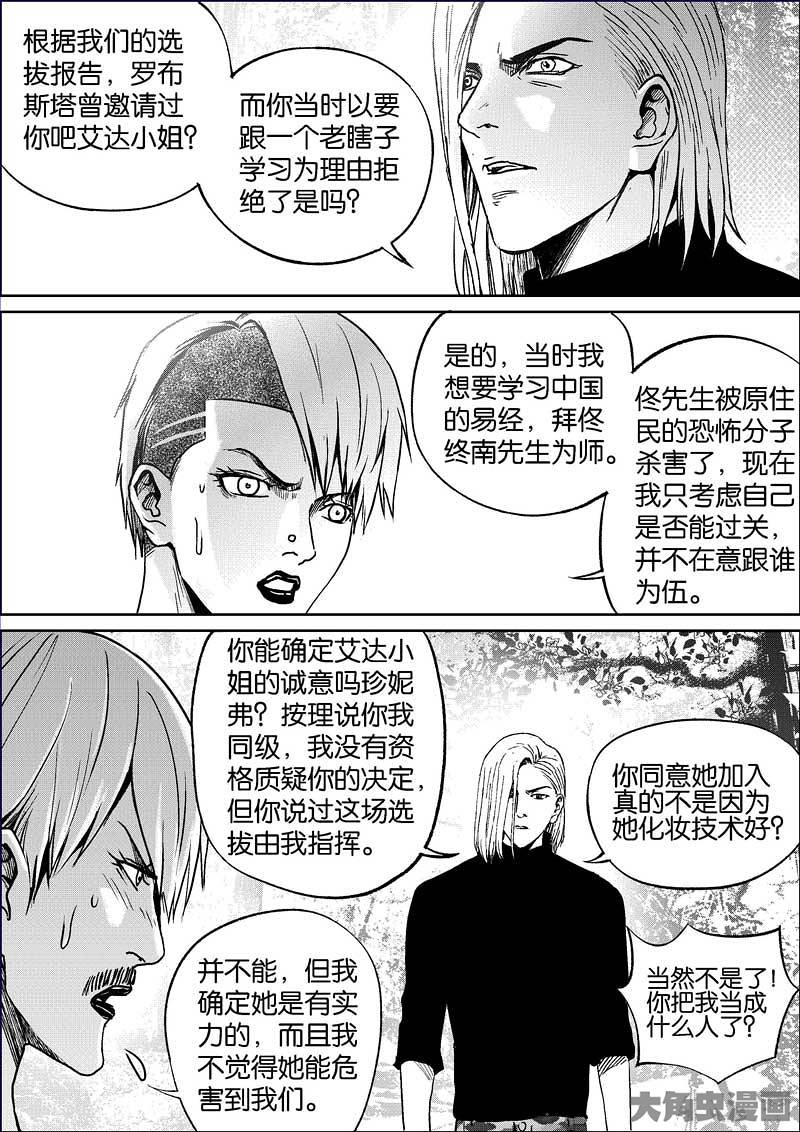 根据我们的选
拔报告，罗布
斯塔曾邀请过
你吧艾达小姐？
而你当时以要
跟一个老瞎子
学习为理由拒
绝了是吗？
是的，当时我
想要学习中国
的易经，拜佟
终南先生为师。
佟先生被原住
民的恐怖分子
杀害了，现在
我只考虑自己
是否能过关，
并不在意跟谁
为伍。
你能确定艾达小
姐的诚意吗珍妮
弗？按理说你我
同级，我没有资
格质疑你的决定，
但你说过这场选
拔由我指挥。
你同意她加入
真的不是因为
她化妆技术好？
并不能，但我
确定她是有实
力的，而且我
不觉得她能危
害到我们。
当然不是了！
你把我当成
什么人了？
大角虫漫画